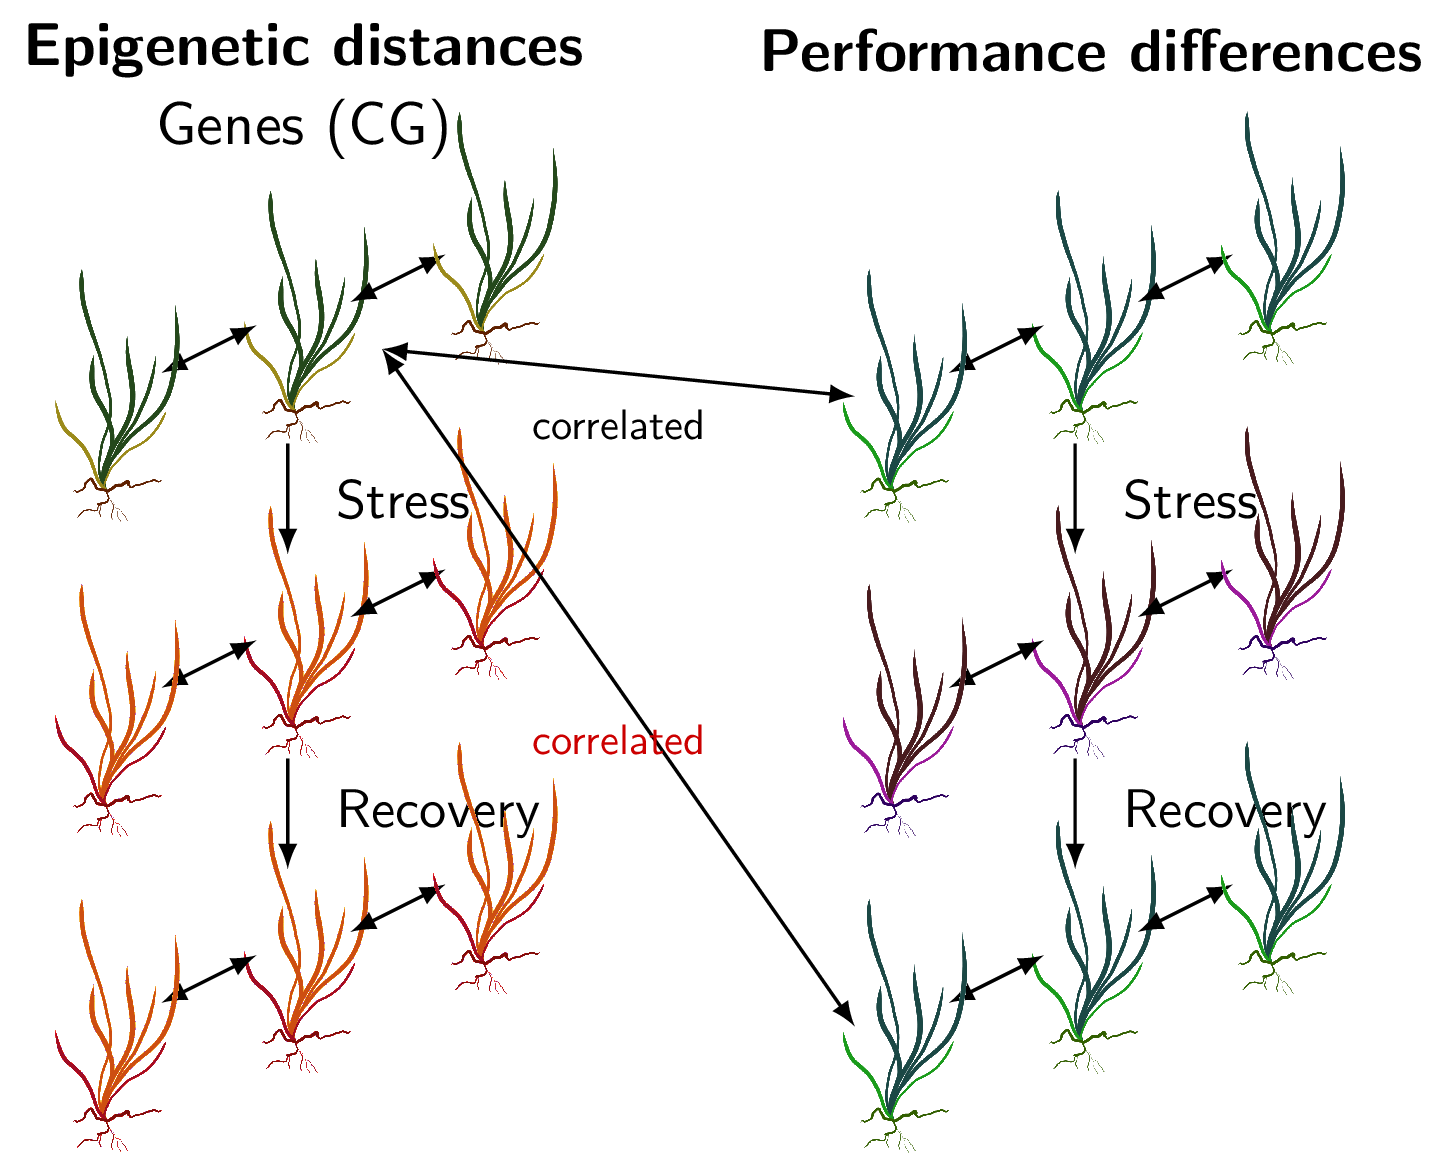 Epigenetic distances
Performance differences
Genes (CG)
correlated
Stress
Stress
correlated
Recovery
Recovery